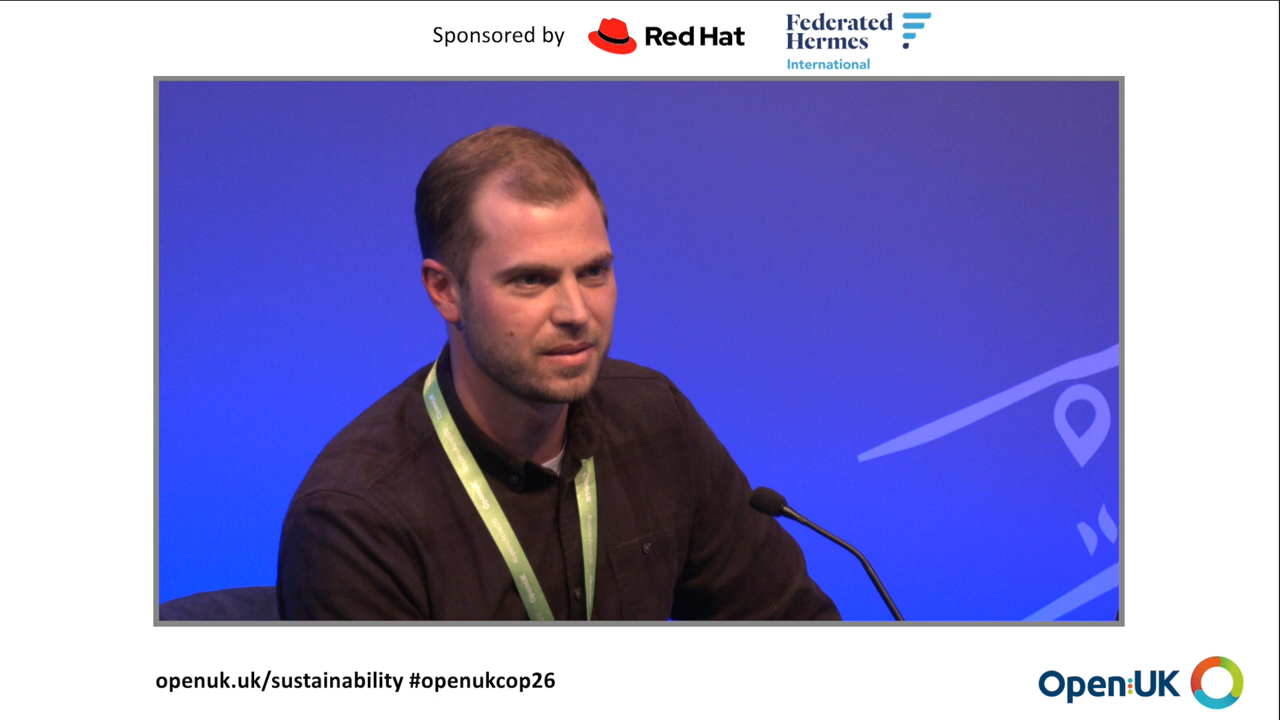 Sponsored by
Red Hat
Federated
Hermes
International
openuk.uk/sustainability #openukcop26
Open:UK